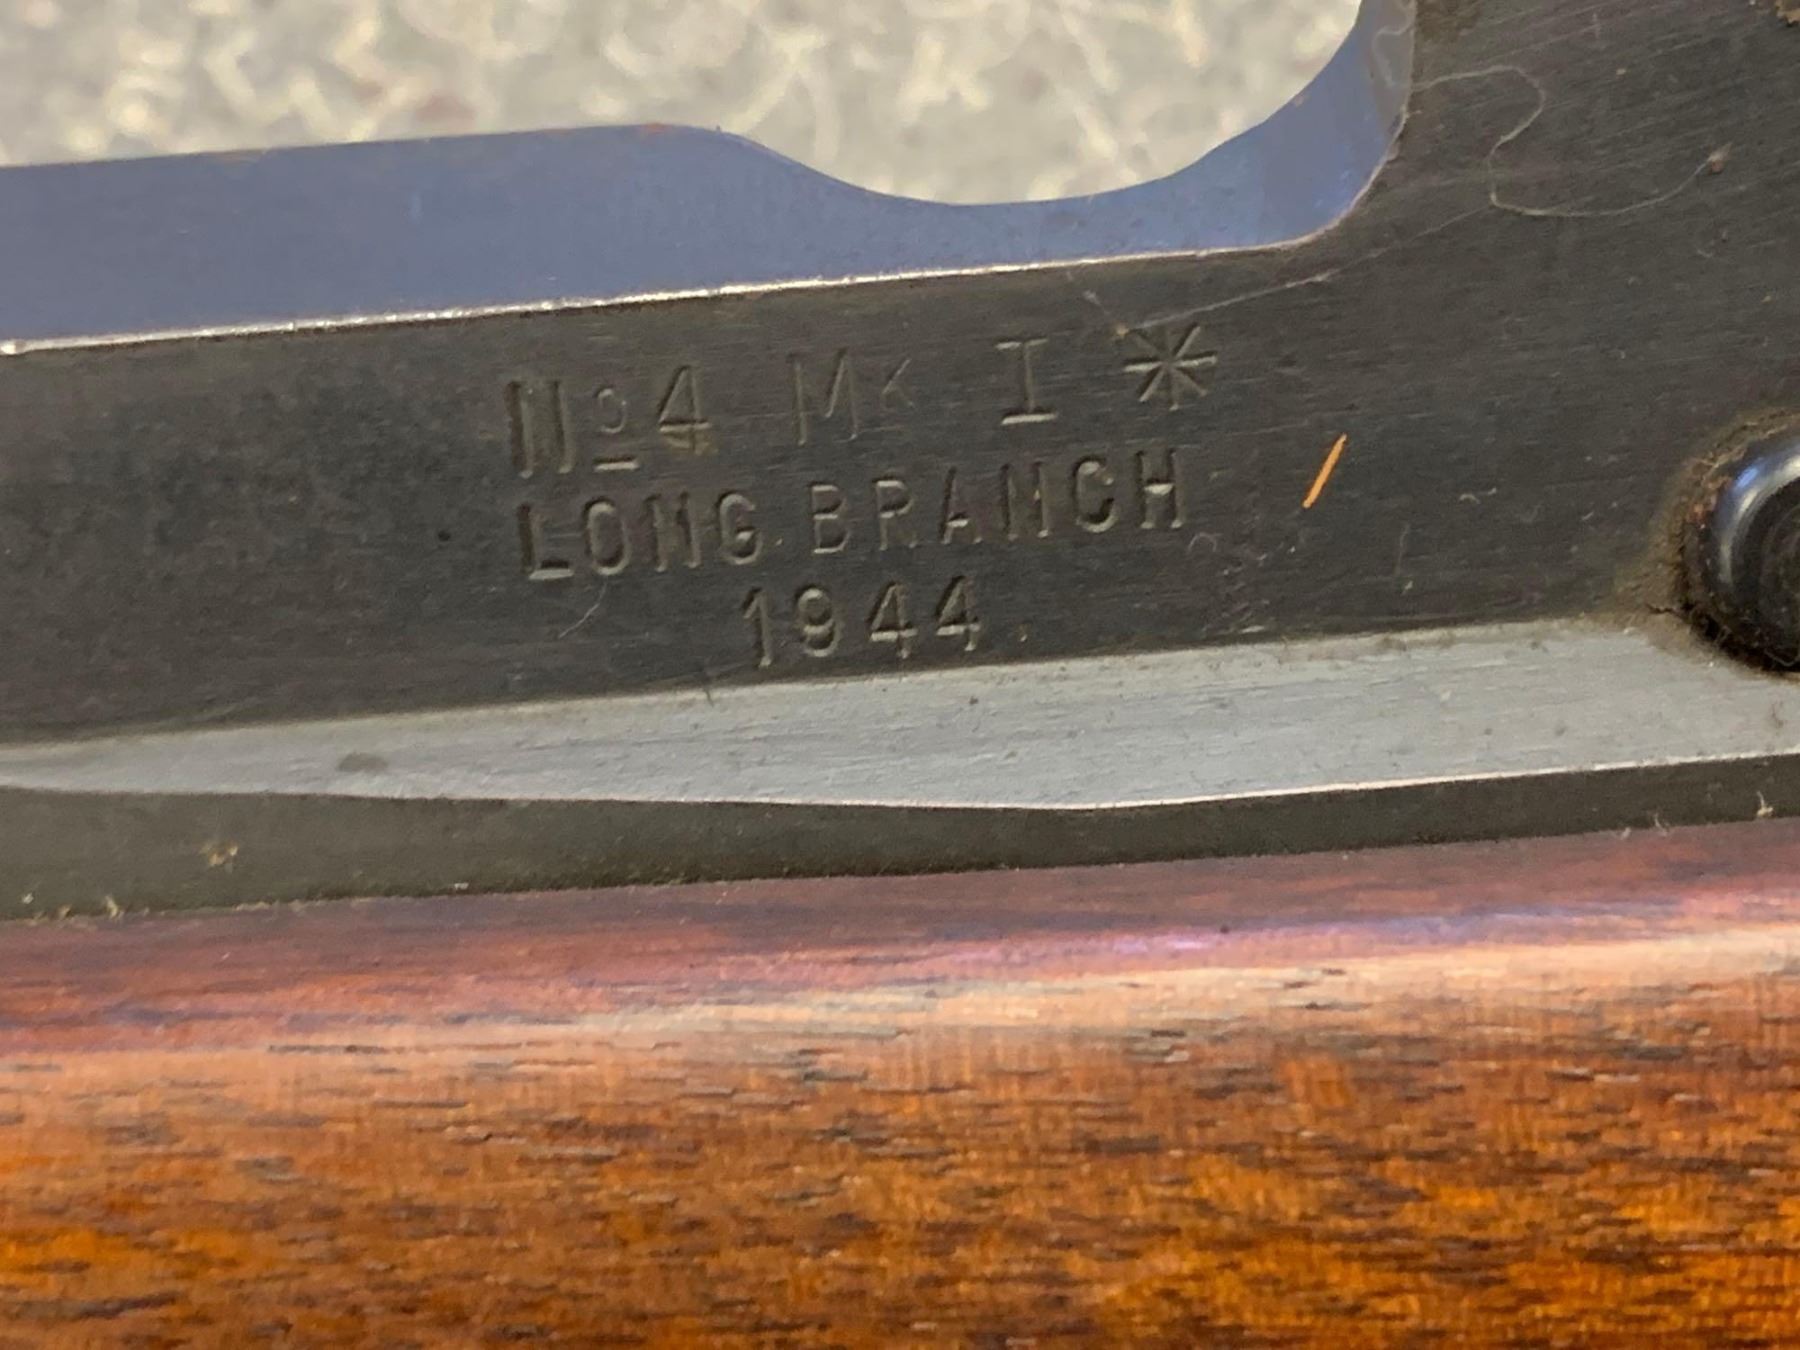 Nº4 Mk I *
LONG BRANCH
1944